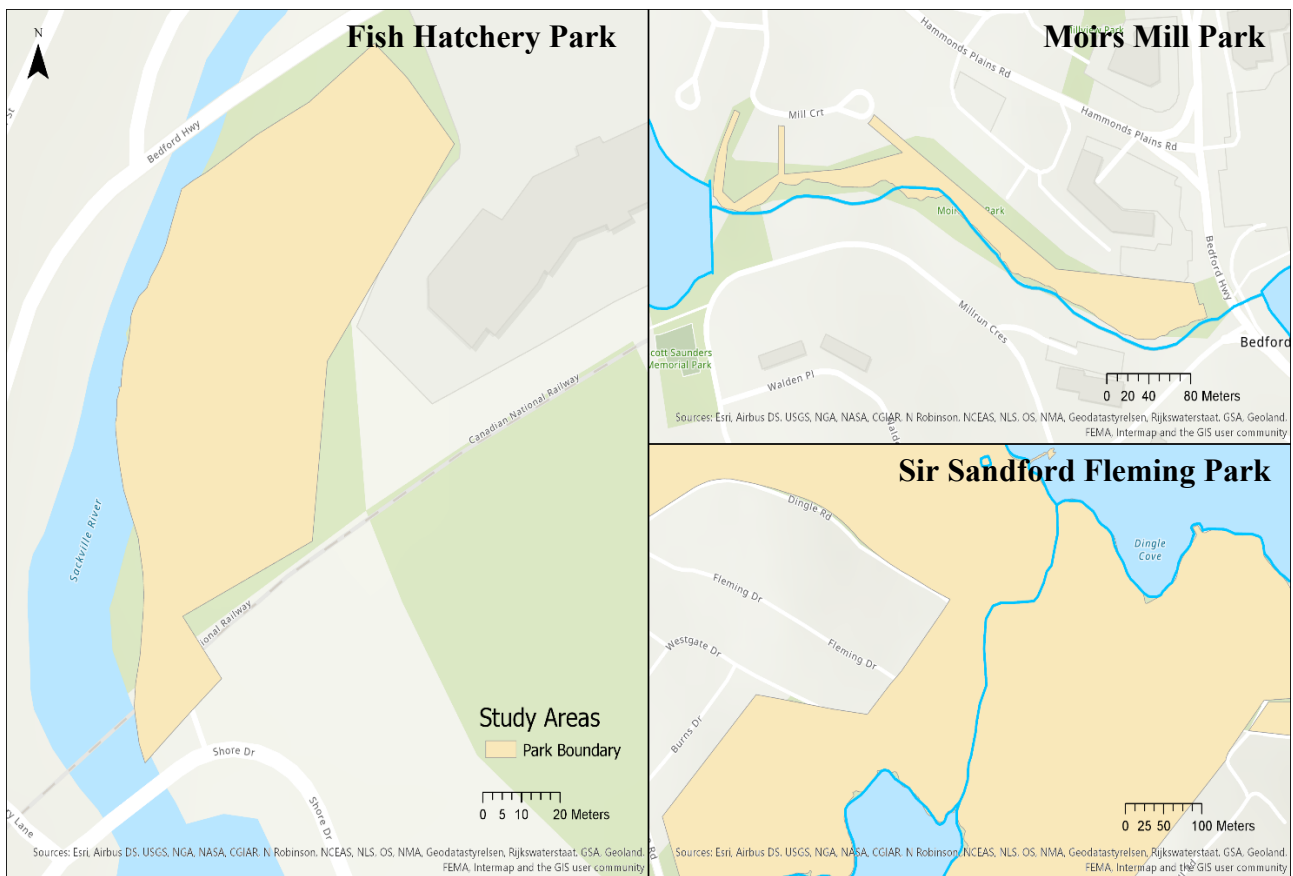 Fish Hatchery Park
N
Bedford Hwy
Canadian National Railway
Sackville River
ional Railway
Study Areas
Park Boundary
Shore Dr
Shore Dr
0 5 10 20 Meters
ry Lane
Sources: Esri, Airbus DS, USGS, NGA, NASA, CGIAR, N Robinson, NCEAS, NLS, OS, NMA, Geodatastyrelsen, Rijkswaterstaat, GSA, Geoland,
FEMA, Intermap and the GIS user community
Moirs Mill Park
Hammonds Plains Rd
Mill Crt
Hammonds Plains Rd
Bedford Hwy
Millrun Cres
Bedford
cott Saunders
Memorial Park
Walden Pl
0 20 40 80 Meters
Sources: Esri, Airbus DS, USGS, NGA, NASA, CGIAR, N Robinson, NCEAS, NLS, OS, NMA, Geodatastyrelsen, Rijkswaterstaat, GSA, Geoland,
FEMA, Intermap and the GIS user community
Sir Sandford Fleming Park
Dingle Rd
Dingle
Cove
Fleming Dr
Westgate Dr
Fleming Dr
Burns Dr
0 25 50 100 Meters
Rd
Sources: Esri, Airbus DS, USGS, NGA, NASA, CGIAR, N Robinson, NCEAS, NLS, OS, NMA, Geodatastyrelsen, Rijkswaterstaat, GSA, Geoland,
FEMA, Intermap and the GIS user community